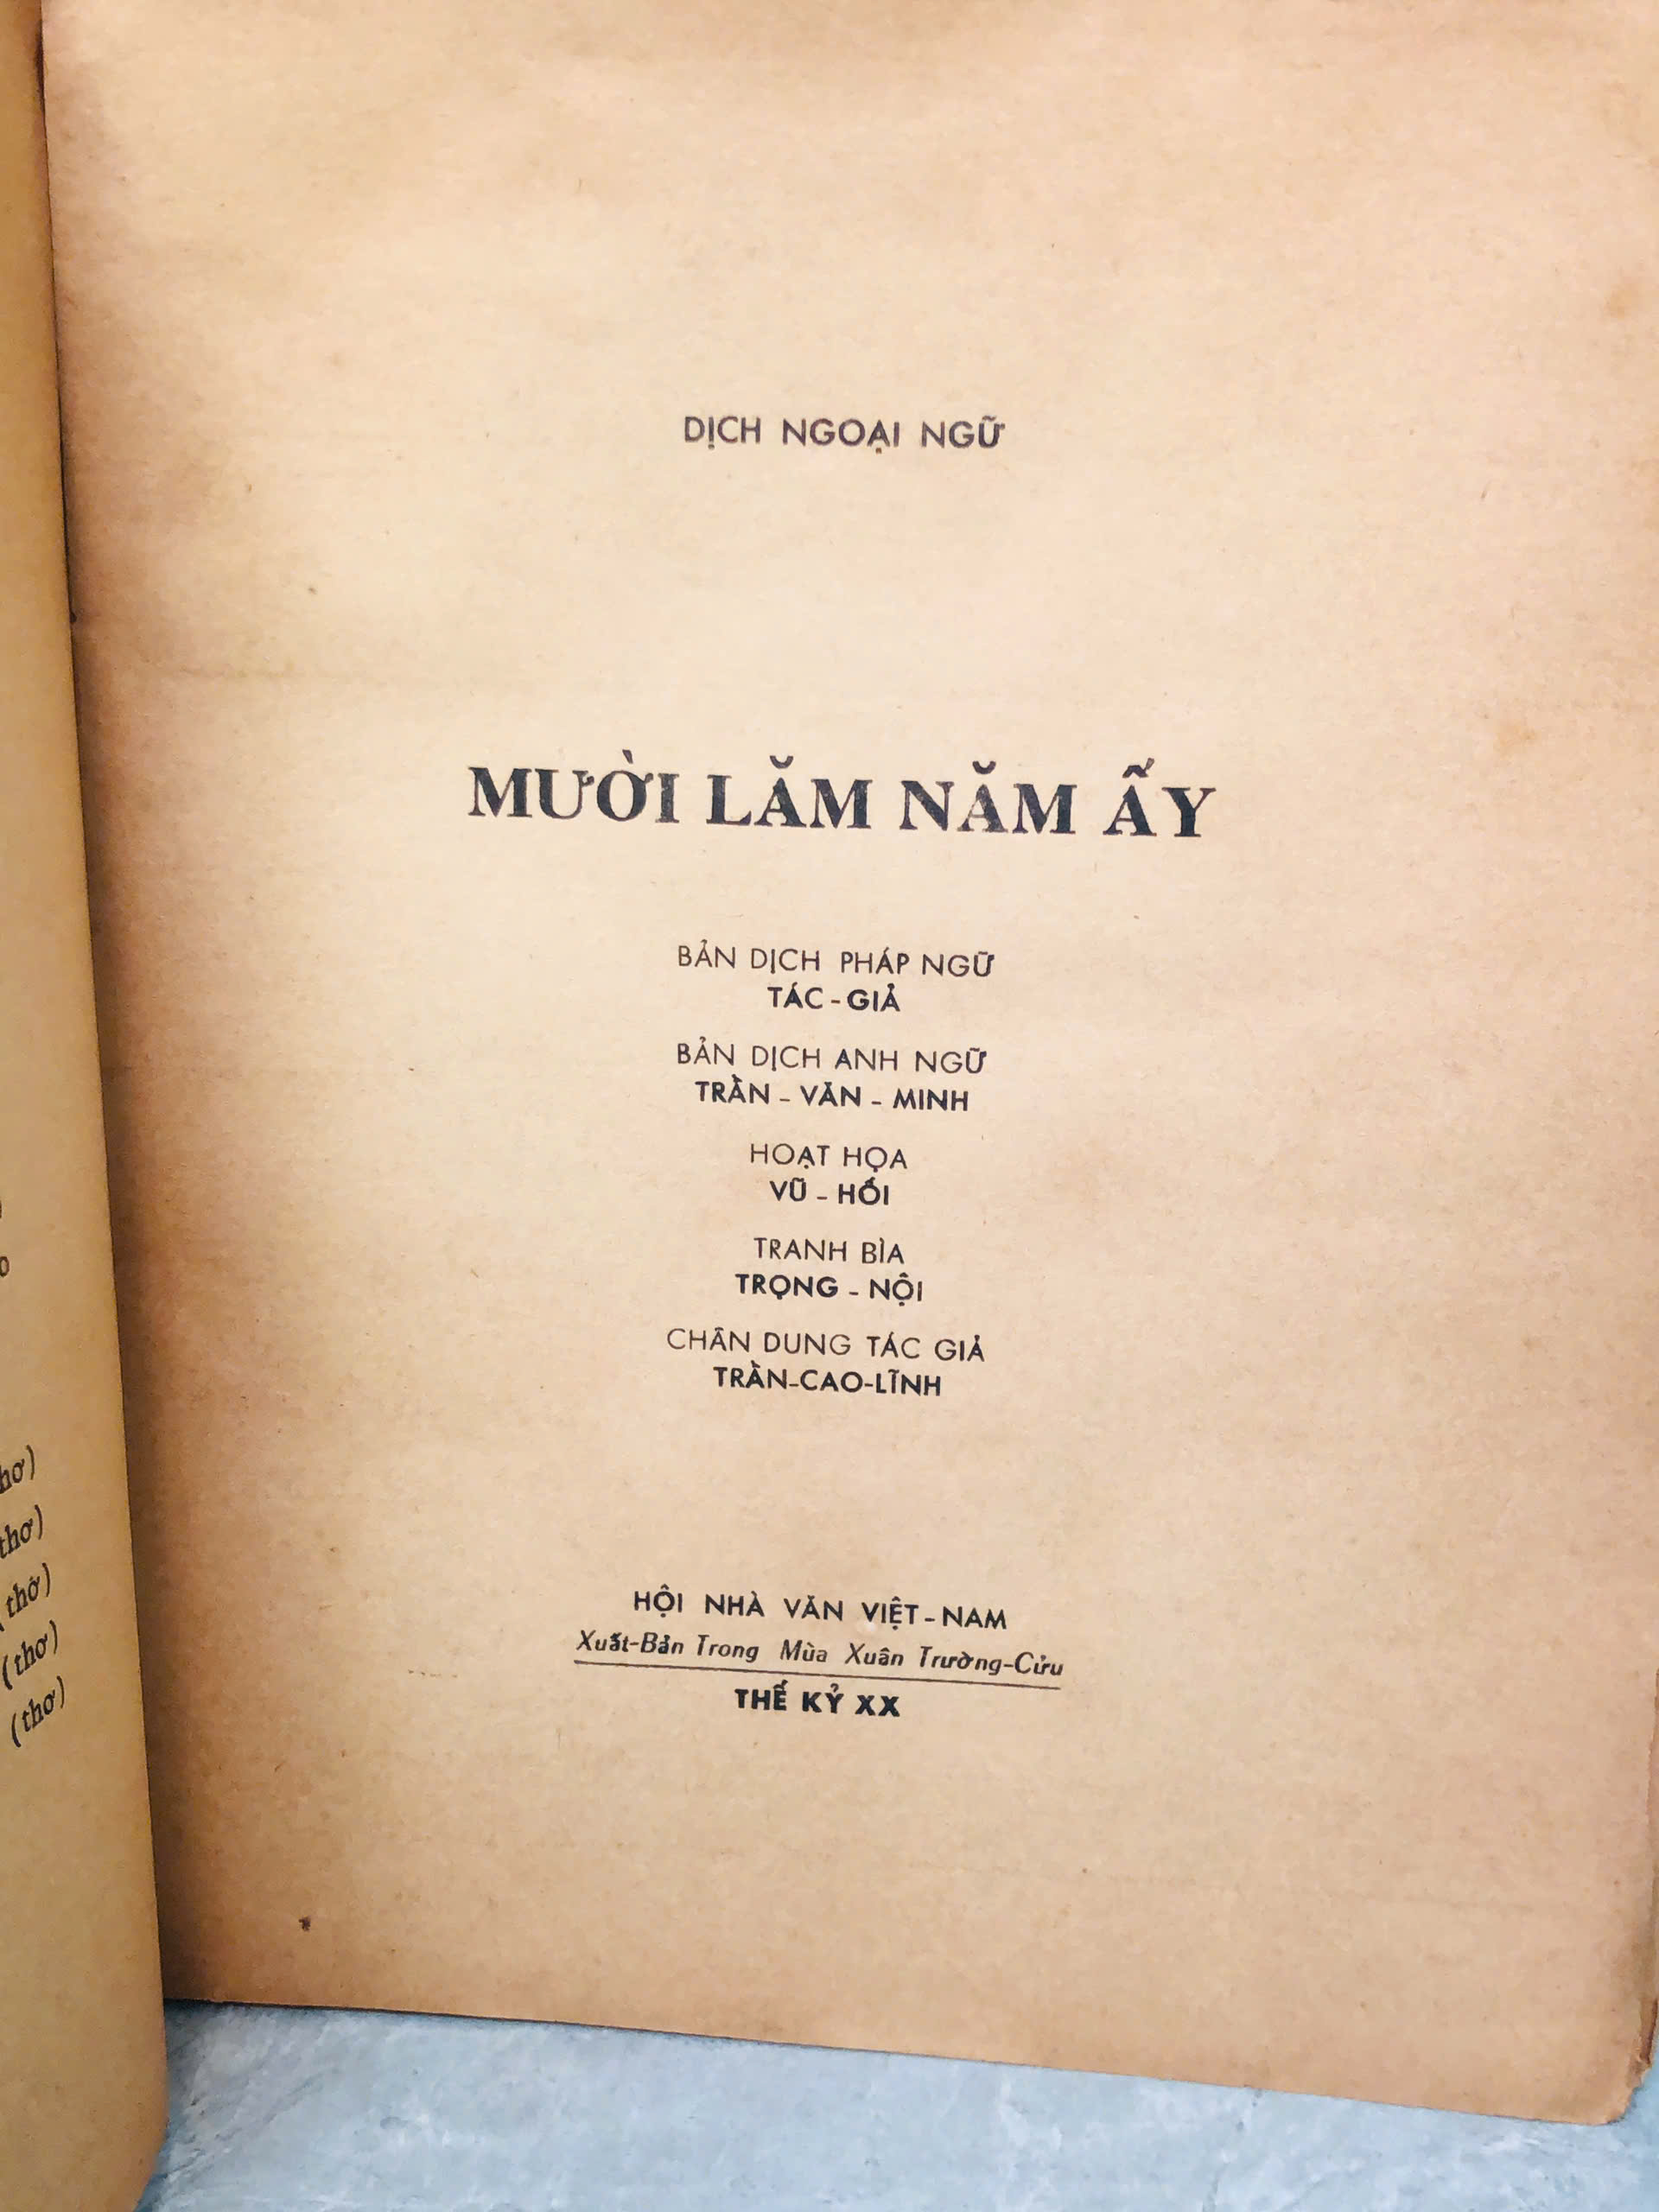 DỊCH NGOẠI NGỮ
MƯỜI LĂM NĂM ẤY
BẢN DỊCH PHÁP NGỮ
TÁC - GIẢ
BẢN DỊCH ANH NGỮ
TRẦN - VĂN - MINH
HOẠT HỌA
VŨ - HỐI
TRANH BÌA
TRỌNG - NỘI
CHÂN DUNG TÁC GIẢ
TRẦN-CAO-LĨNH
HỘI NHÀ VĂN VIỆT-NAM
Xuất-Bản Trong Mùa Xuân Trường-Cửu
THẾ KỶ XX
thơ)
(thơ)
(thơ)